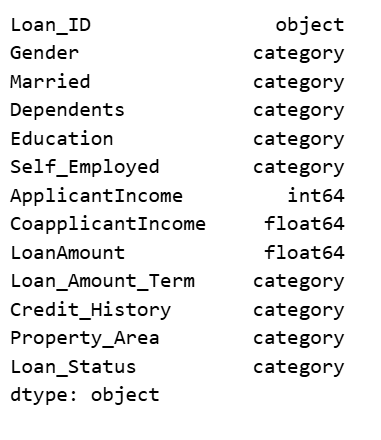 Loan_ID object
Gender category
Married category
Dependents category
Education category
Self_Employed category
ApplicantIncome int64
CoapplicantIncome float64
LoanAmount float64
Loan_Amount_Term category
Credit_History category
Property_Area category
Loan_Status category
dtype: object